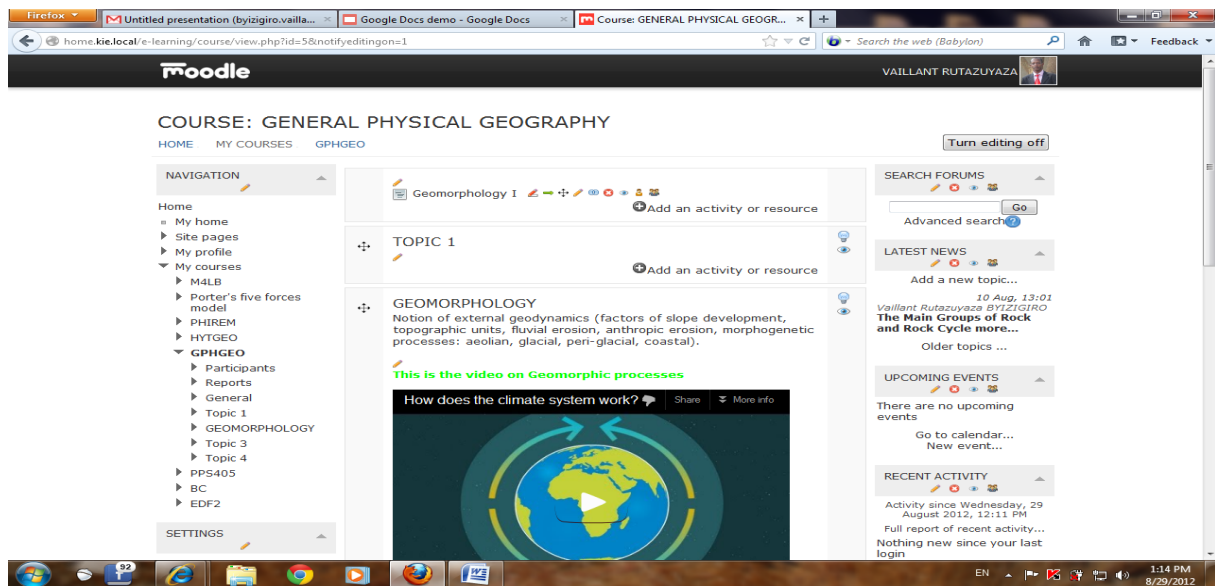 Firefox
Untitled presentation (byizigiro.vailla...
Google Docs demo - Google Docs
Course: GENERAL PHYSICAL GEOGR...
home.kie.local/e-learning/course/view.php?id=5&notifyeditingon=1
Search the web (Babylon)
Feedback
moodle
VAILLANT RUTAZUYAZA
COURSE: GENERAL PHYSICAL GEOGRAPHY
HOME MY COURSES GPHGEO
Turn editing off
NAVIGATION
Home
My home
Site pages
My profile
My courses
M4LB
Porter's five forces
model
PHIREM
HYTGEO
GPHGEO
Participants
Reports
General
Topic 1
GEOMORPHOLOGY
Topic 3
Topic 4
PPS405
BC
EDF2
SETTINGS
Geomorphology I
Add an activity or resource
TOPIC 1
Add an activity or resource
GEOMORPHOLOGY
Notion of external geodynamics (factors of slope development,
topographic units, fluvial erosion, anthropic erosion, morphogenetic
processes: aeolian, glacial, peri-glacial, coastal).
This is the video on Geomorphic processes
How does the climate system work? Share More info
SEARCH FORUMS
Go
Advanced search
LATEST NEWS
Add a new topic...
10 Aug, 13:01
Vaillant Rutazuyaza BYIZIGIRO
The Main Groups of Rock
and Rock Cycle more...
Older topics ...
UPCOMING EVENTS
There are no upcoming
events
Go to calendar...
New event...
RECENT ACTIVITY
Activity since Wednesday, 29
August 2012, 12:11 PM
Full report of recent activity...
Nothing new since your last
login
92
EN
1:14 PM
8/29/2012